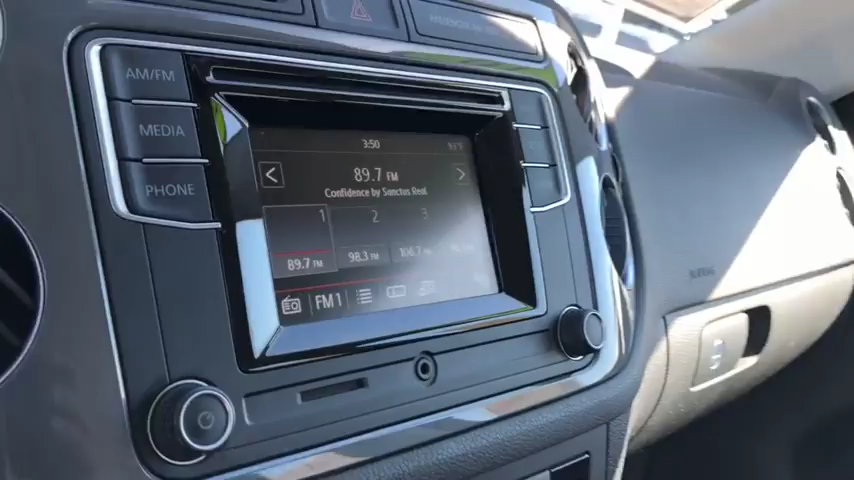 AM/FM
MEDIA
PHONE
3:50
89.7 FM
Confidence by Sanctus Real
1
2
3
89.7 FM
98.3 FM
106.7
FM1